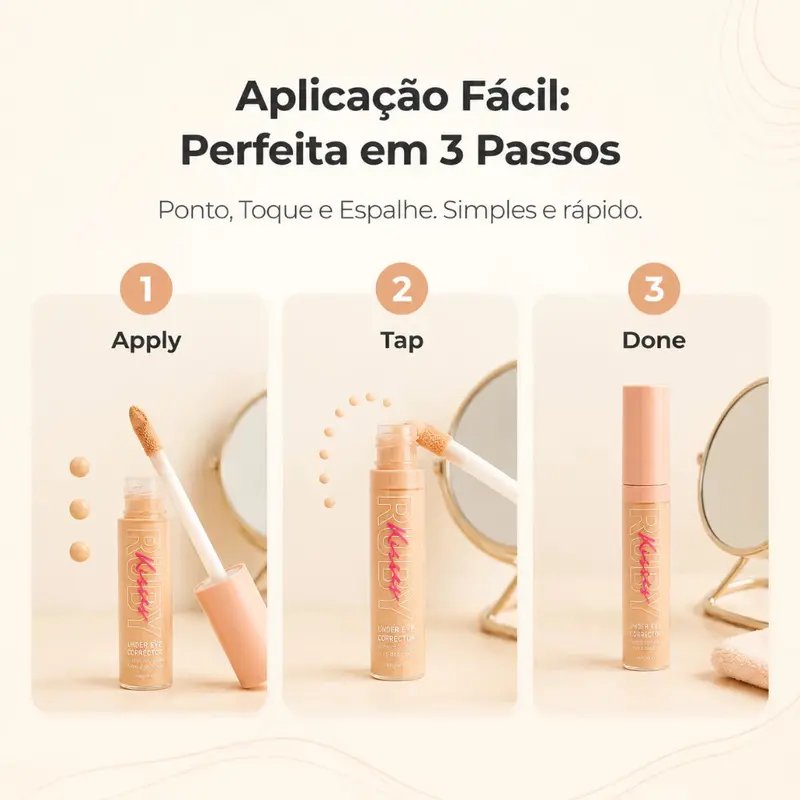 Aplicação Fácil:
Perfeita em 3 Passos
Ponto, Toque e Espalhe. Simples e rápido.
1
Apply
RUBY
Kisses
UNDER EYE
CORRECTOR
2
Tap
RUBY
Kisses
UNDER EYE
CORRECTOR
3
Done
RUBY
Kisses
UNDER EYE
CORRECTOR